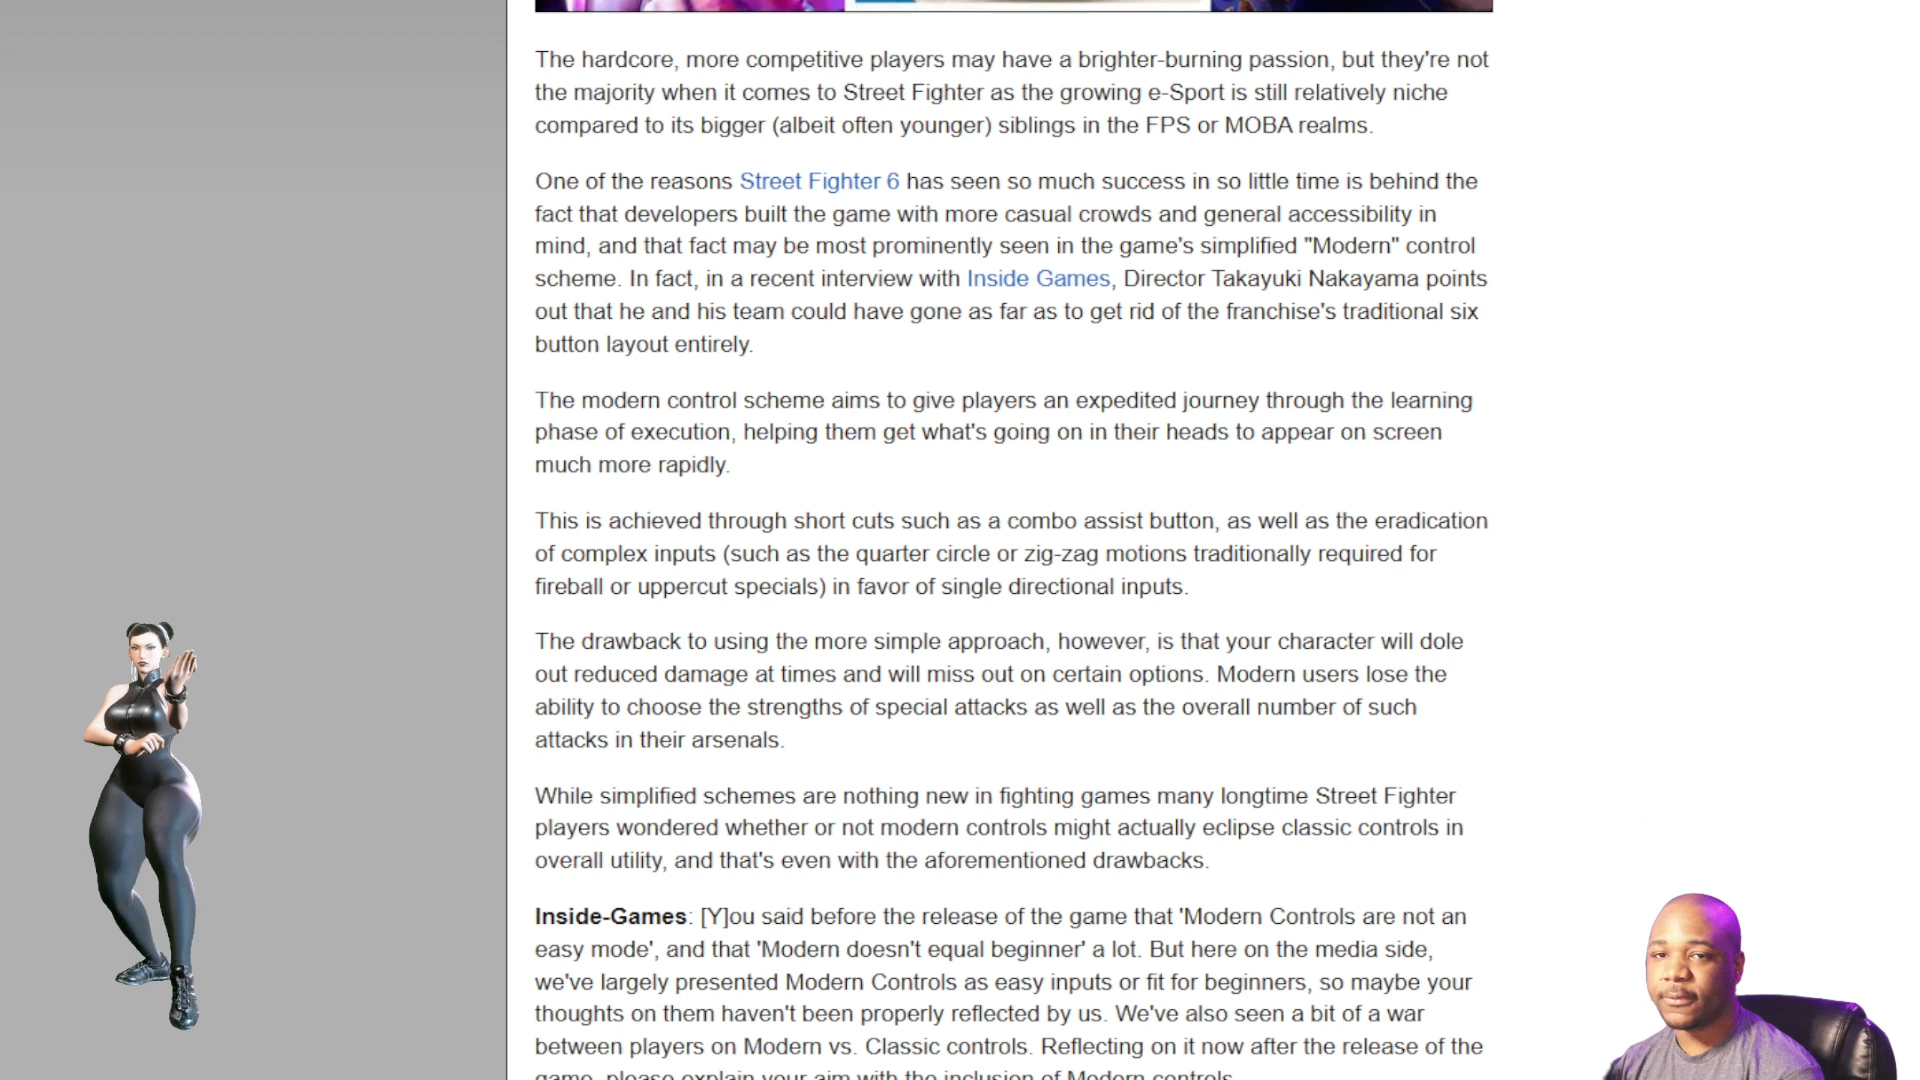 The hardcore, more competitive players may have a brighter-burning passion, but they're not
the majority when it comes to Street Fighter as the growing e-Sport is still relatively niche
compared to its bigger (albeit often younger) siblings in the FPS or MOBA realms.
One of the reasons Street Fighter 6 has seen so much success in so little time is behind the
fact that developers built the game with more casual crowds and general accessibility in
mind, and that fact may be most prominently seen in the game's simplified "Modern" control
scheme. In fact, in a recent interview with Inside Games, Director Takayuki Nakayama points
out that he and his team could have gone as far as to get rid of the franchise's traditional six
button layout entirely.
The modern control scheme aims to give players an expedited journey through the learning
phase of execution, helping them get what's going on in their heads to appear on screen
much more rapidly.
This is achieved through short cuts such as a combo assist button, as well as the eradication
of complex inputs (such as the quarter circle or zig-zag motions traditionally required for
fireball or uppercut specials) in favor of single directional inputs.
The drawback to using the more simple approach, however, is that your character will dole
out reduced damage at times and will miss out on certain options. Modern users lose the
ability to choose the strengths of special attacks as well as the overall number of such
attacks in their arsenals.
While simplified schemes are nothing new in fighting games many longtime Street Fighter
players wondered whether or not modern controls might actually eclipse classic controls in
overall utility, and that's even with the aforementioned drawbacks.
Inside-Games: [Y]ou said before the release of the game that 'Modern Controls are not an
easy mode', and that 'Modern doesn't equal beginner' a lot. But here on the media side,
we've largely presented Modern Controls as easy inputs or fit for beginners, so maybe your
thoughts on them haven't been properly reflected by us. We've also seen a bit of a war
between players on Modern vs. Classic controls. Reflecting on it now after the release of the
game, please explain your aim with the inclusion of Modern controls.